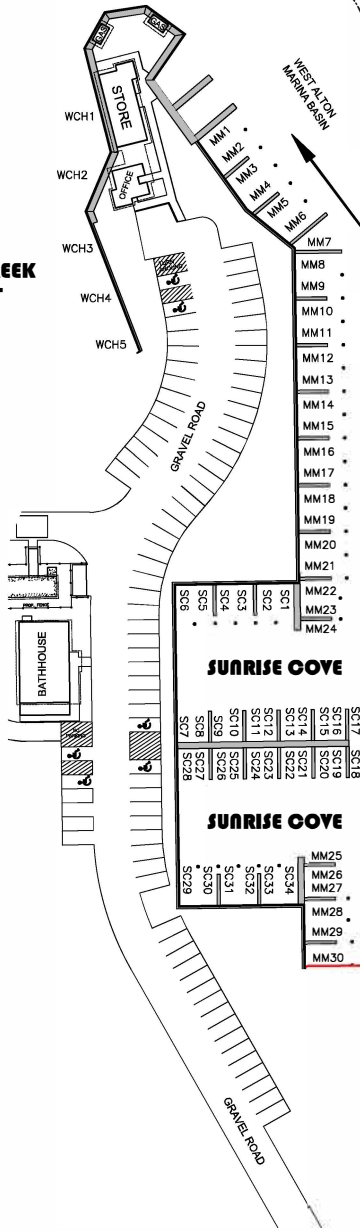 GAS
GAS
WEST ALTON
MARINA BASIN
STORE
WCH1
MM1
MM2
MM3
MM4
MM5
MM6
WCH2
OFFICE
WCH3
WCH4
WCH5
EEK
MM7
MM8
MM9
MM10
MM11
MM12
MM13
MM14
MM15
MM16
MM17
MM18
MM19
MM20
MM21
MM22
MM23
MM24
GRAVEL ROAD
SC6
SC5
SC4
SC3
SC2
SC1
PROP. FENCE
BATHHOUSE
SUNRISE COVE
SC7
SC8
SC9
SC10
SC11
SC12
SC13
SC14
SC15
SC16
SC17
SC28
SC27
SC26
SC25
SC24
SC23
SC22
SC21
SC20
SC19
SC18
NO
PARKING
SUNRISE COVE
SC29
SC30
SC31
SC32
SC33
SC34
MM25
MM26
MM27
MM28
MM29
MM30
GRAVEL ROAD